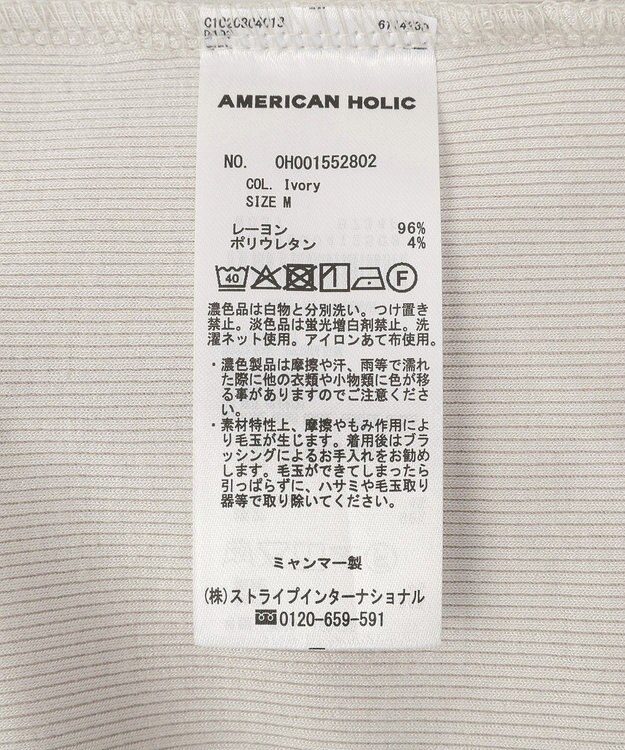 AMERICAN HOLIC
NO. OH001552802
COL. Ivory
SIZE M
レーヨン 96%
ポリウレタン 4%
40 F
濃色品は白物と分別洗い。つけ置き
禁止。淡色品は蛍光増白剤禁止。洗
濯ネット使用。アイロンあて布使用。
・濃色製品は摩擦や汗、雨等で濡れ
た際に他の衣類や小物類に色が移
る事がありますのでご注意くださ
い。
・素材特性上、摩擦やもみ作用によ
り毛玉が生じます。着用後はブラ
ッシングによるお手入れをお勧め
します。毛玉ができてしまったら
引っぱらずに、ハサミや毛玉取り
器等で取り除いてください。
ミャンマー製
(株)ストライプインターナショナル
0120-659-591